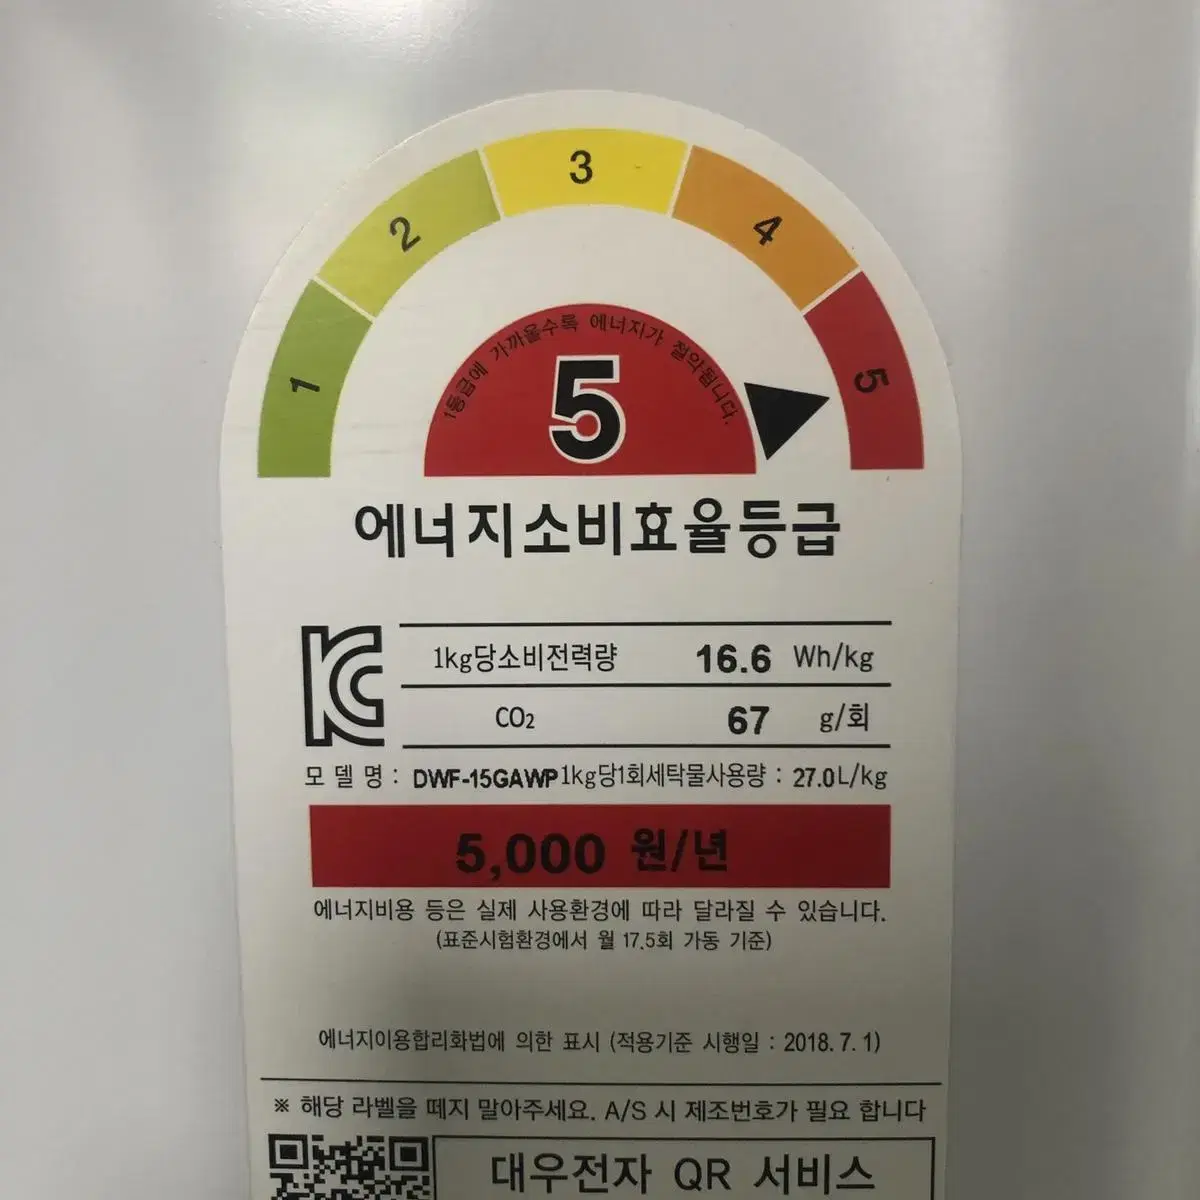 1
2
3
4
5
1등급에 가까울수록 에너지가 절약됩니다.
5
에너지소비효율등급
1kg당소비전력량 16.6 Wh/kg
CO₂ 67 g/회
모델명 : DWF-15GAWP 1kg당1회세탁물사용량 : 27.0L/kg
5,000 원/년
에너지비용 등은 실제 사용환경에 따라 달라질 수 있습니다.
(표준시험환경에서 월 17.5회 가동 기준)
에너지이용합리화법에 의한 표시 (적용기준 시행일 : 2018. 7. 1)
※ 해당 라벨을 떼지 말아주세요. A/S 시 제조번호가 필요 합니다
대우전자 QR 서비스